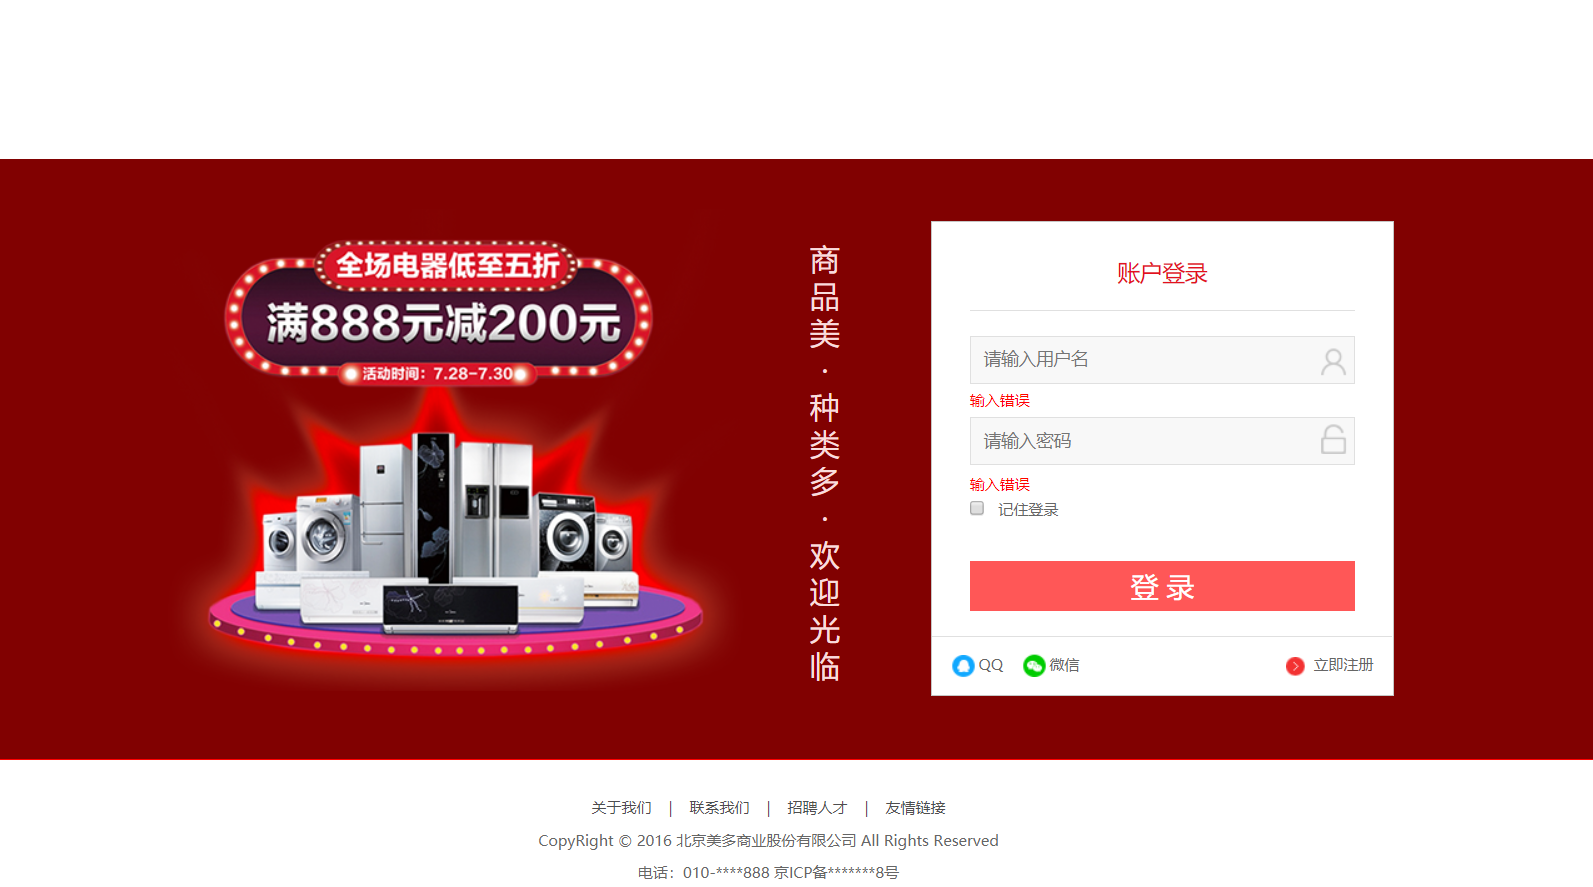 全场电器低至五折
满888元减200元
活动时间：7.28-7.30
商品美·种类多·欢迎光临
账户登录
请输入用户名
输入错误
请输入密码
输入错误
记住登录
登录
QQ 微信 立即注册
关于我们 | 联系我们 | 招聘人才 | 友情链接
CopyRight © 2016 北京美多商业股份有限公司 All Rights Reserved
电话：010-****888 京ICP备*******8号